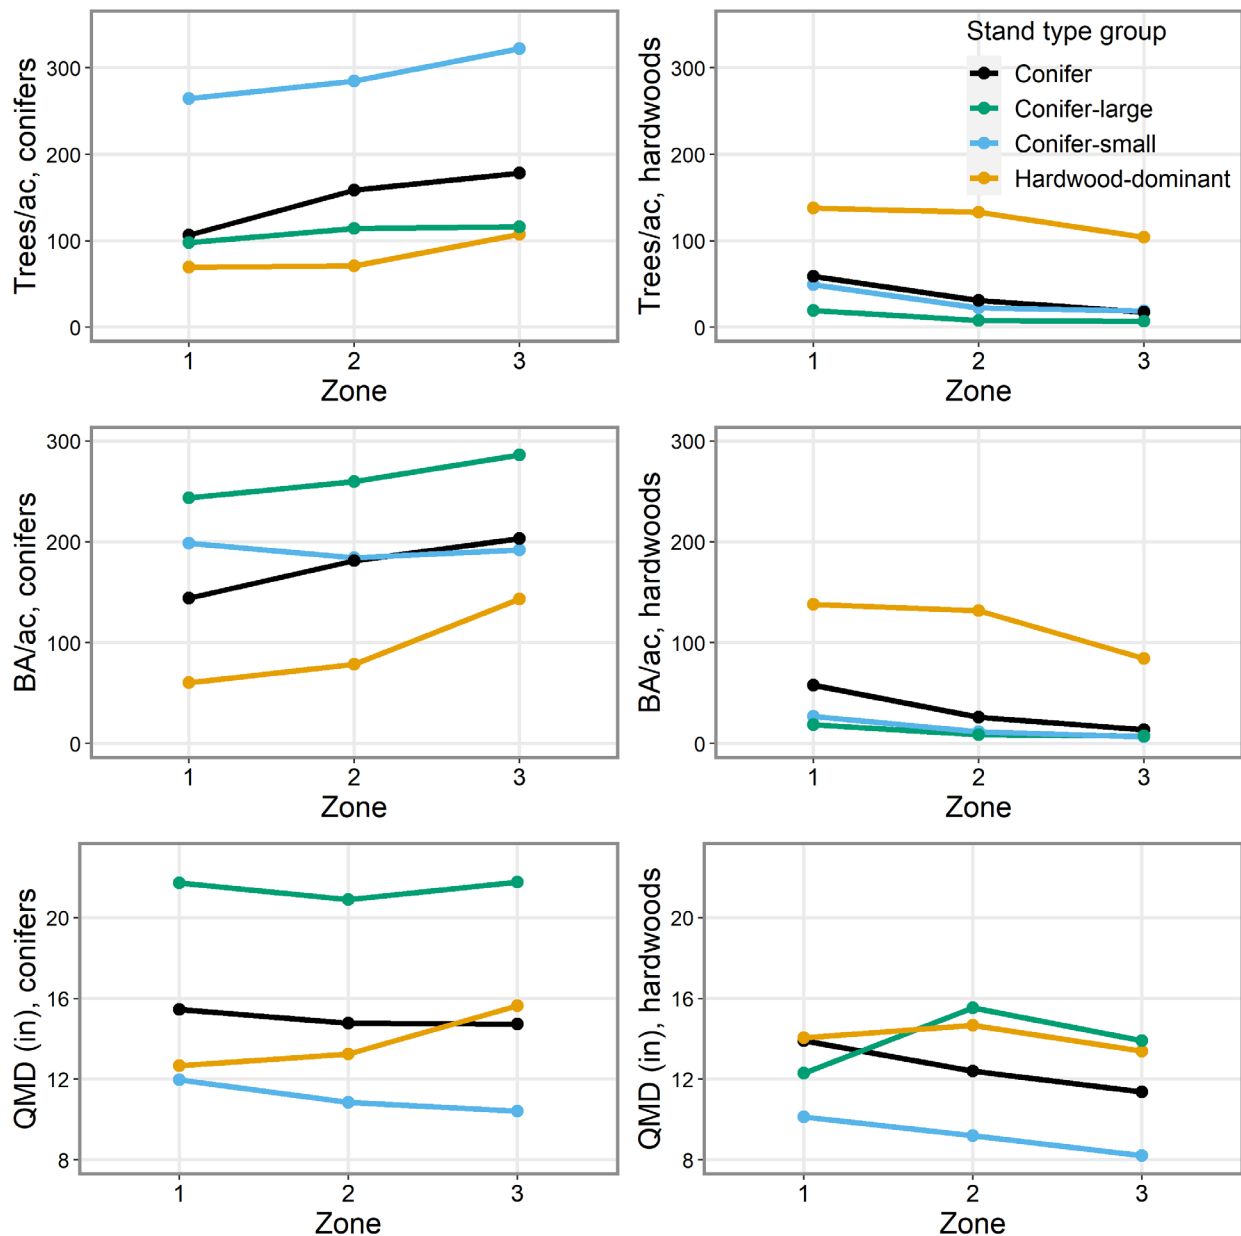 Trees/ac, conifers
300
200
100
0
1 2 3
Zone
Trees/ac, hardwoods
300
200
100
0
1 2 3
Zone
Stand type group
Conifer
Conifer-large
Conifer-small
Hardwood-dominant
BA/ac, conifers
300
200
100
0
1 2 3
Zone
BA/ac, hardwoods
300
200
100
0
1 2 3
Zone
QMD (in), conifers
20
16
12
8
1 2 3
Zone
QMD (in), hardwoods
20
16
12
8
1 2 3
Zone